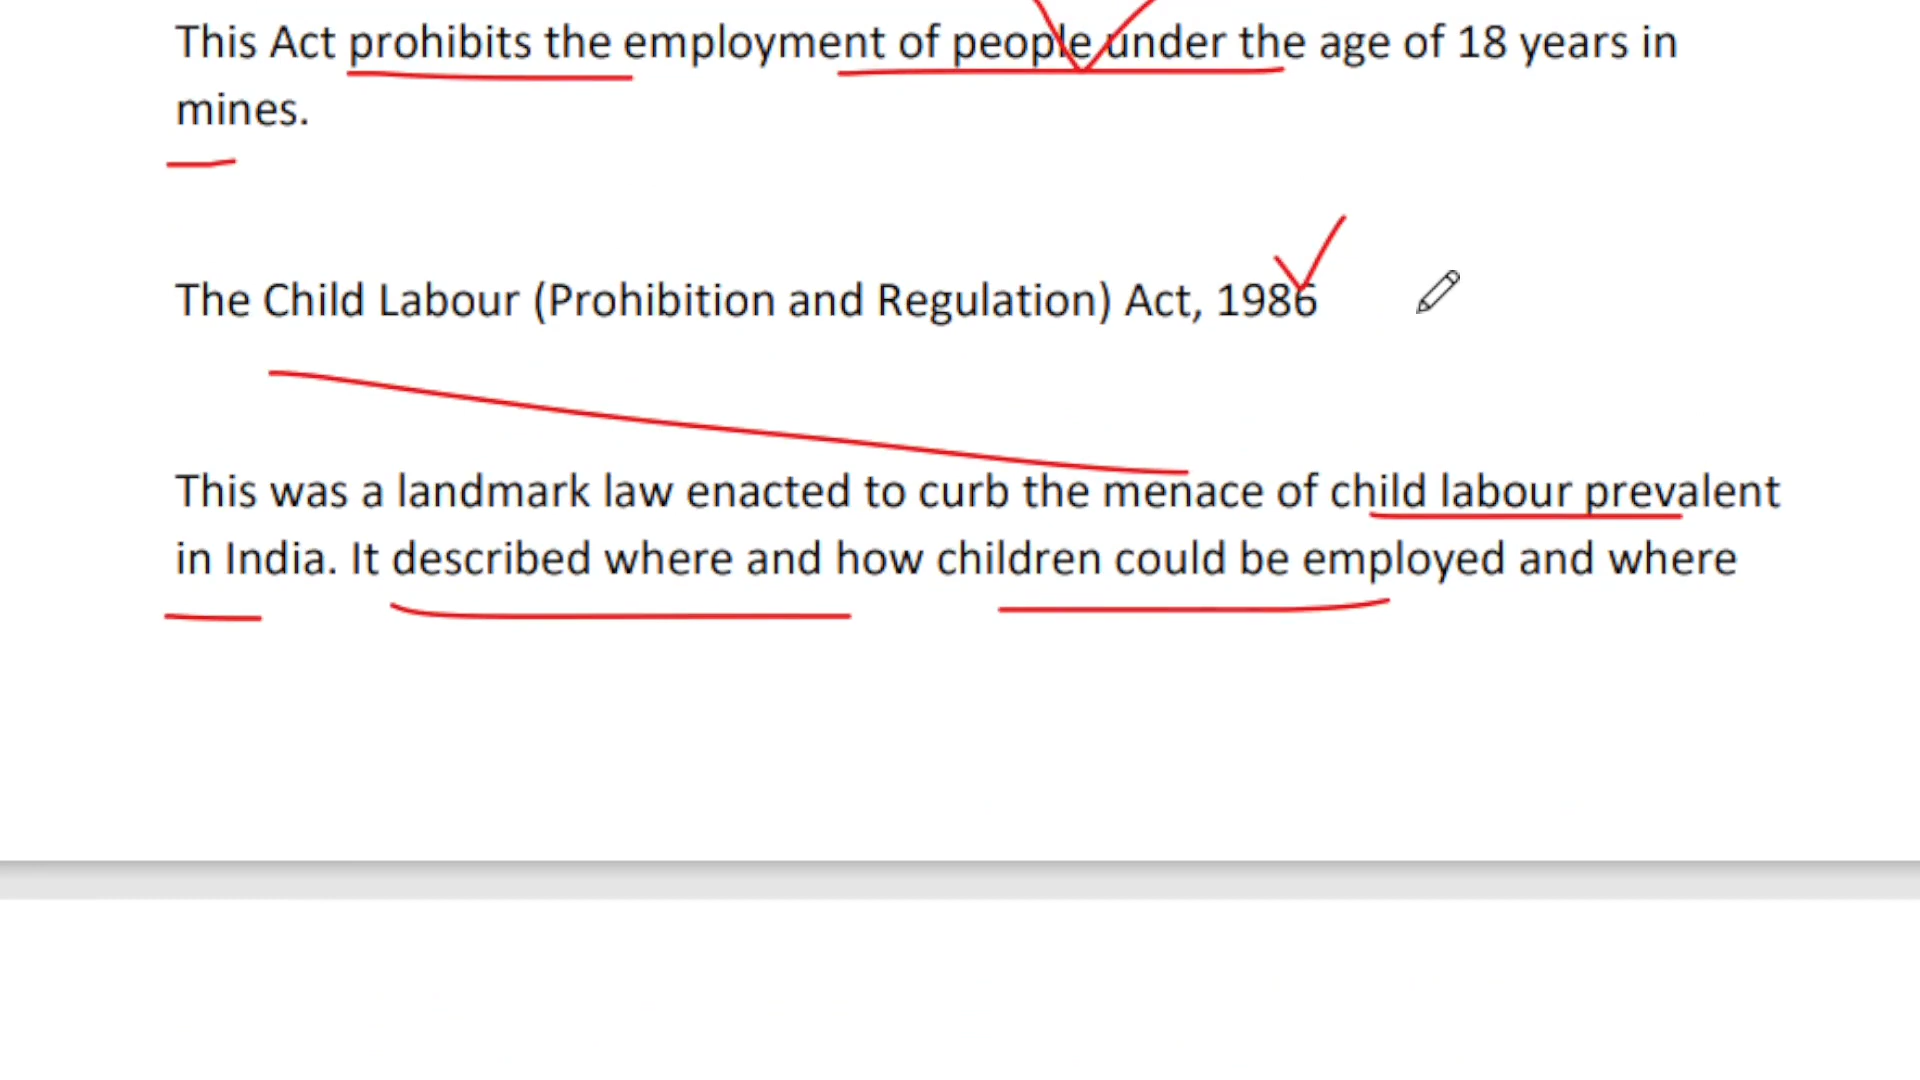 This Act prohibits the employment of people under the age of 18 years in
mines.
The Child Labour (Prohibition and Regulation) Act, 1986
This was a landmark law enacted to curb the menace of child labour prevalent
in India. It described where and how children could be employed and where